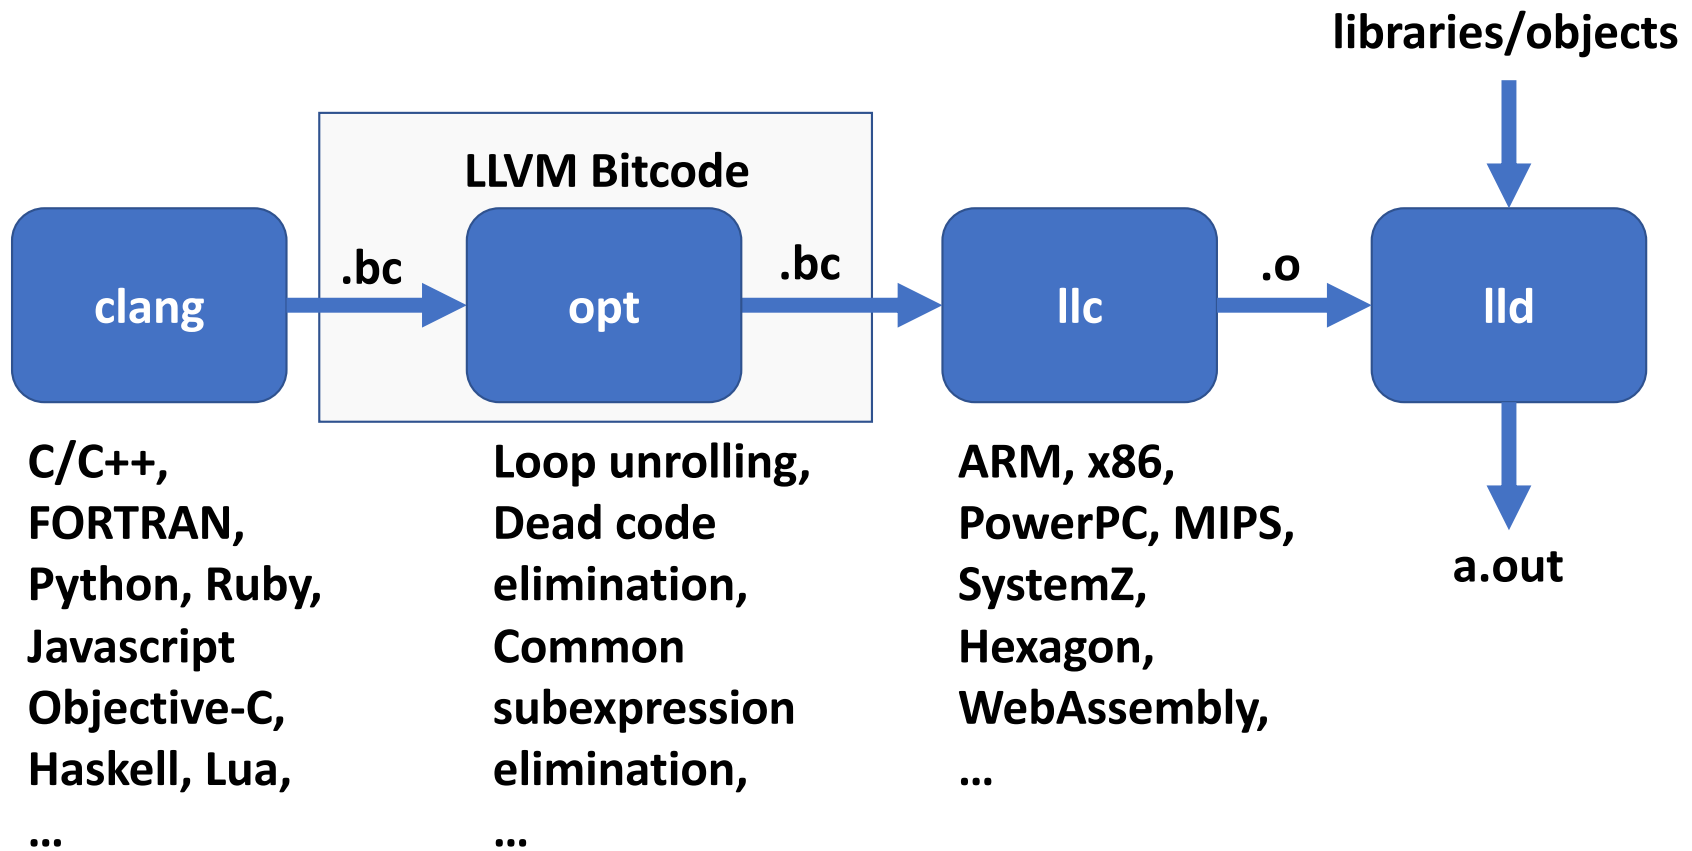 libraries/objects
LLVM Bitcode
clang
.bc
opt
.bc
llc
.o
lld
C/C++,
FORTRAN,
Python, Ruby,
Javascript
Objective-C,
Haskell, Lua,
...
Loop unrolling,
Dead code
elimination,
Common
subexpression
elimination,
...
ARM, x86,
PowerPC, MIPS,
SystemZ,
Hexagon,
WebAssembly,
...
a.out